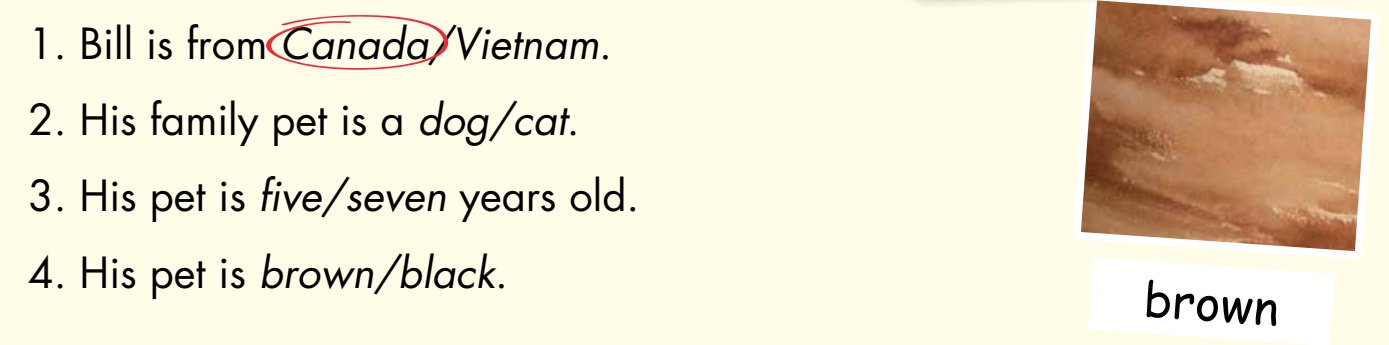 1. Bill is from Canada/Vietnam.
2. His family pet is a dog/cat.
3. His pet is five/seven years old.
4. His pet is brown/black.
brown